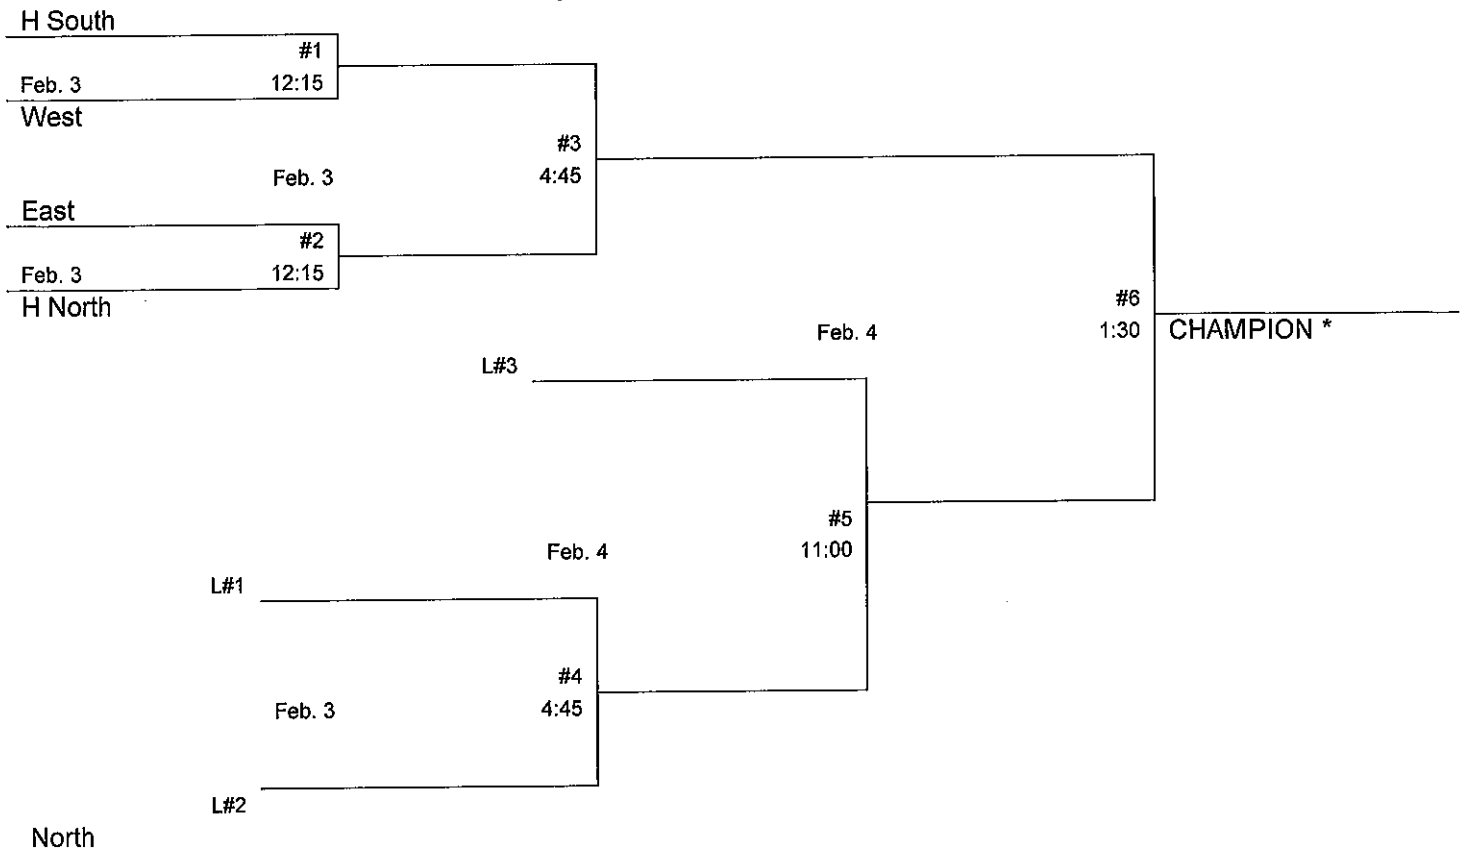 H South
#1
Feb. 3 12:15
West
#3
Feb. 3 4:45
East
#2
Feb. 3 12:15
H North
#6
Feb. 4 1:30 CHAMPION *
L#3
#5
Feb. 4 11:00
L#1
#4
Feb. 3 4:45
L#2
North